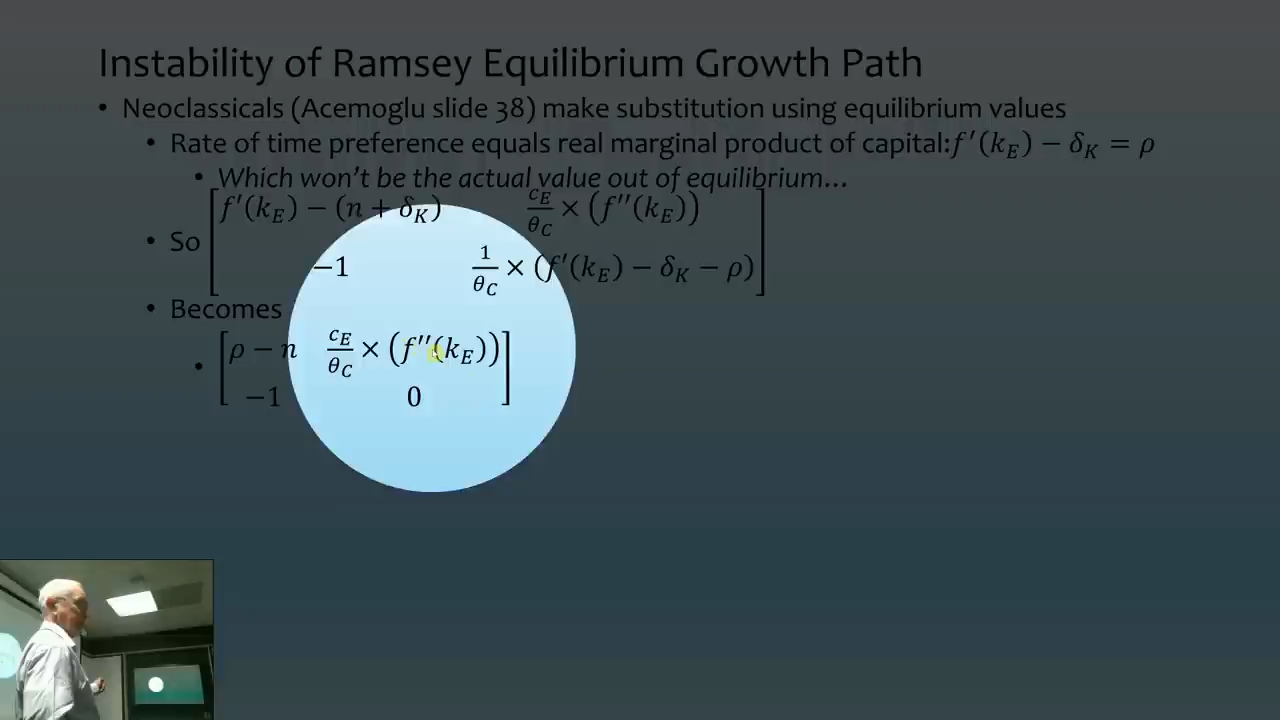 Instability of Ramsey Equilibrium Growth Path
• Neoclassicals (Acemoglu slide 38) make substitution using equilibrium values
• Rate of time preference equals real marginal product of capital: f′(k_E) − δ_K = ρ
• Which won't be the actual value out of equilibrium…
• So [f′(k_E) − (n + δ_K)   c_E/θ_C × (f′′(k_E))
−1   1/θ_C × (f′(k_E) − δ_K − ρ)]
• Becomes
• [ρ − n   c_E/θ_C × (f′′(k_E))
−1   0]